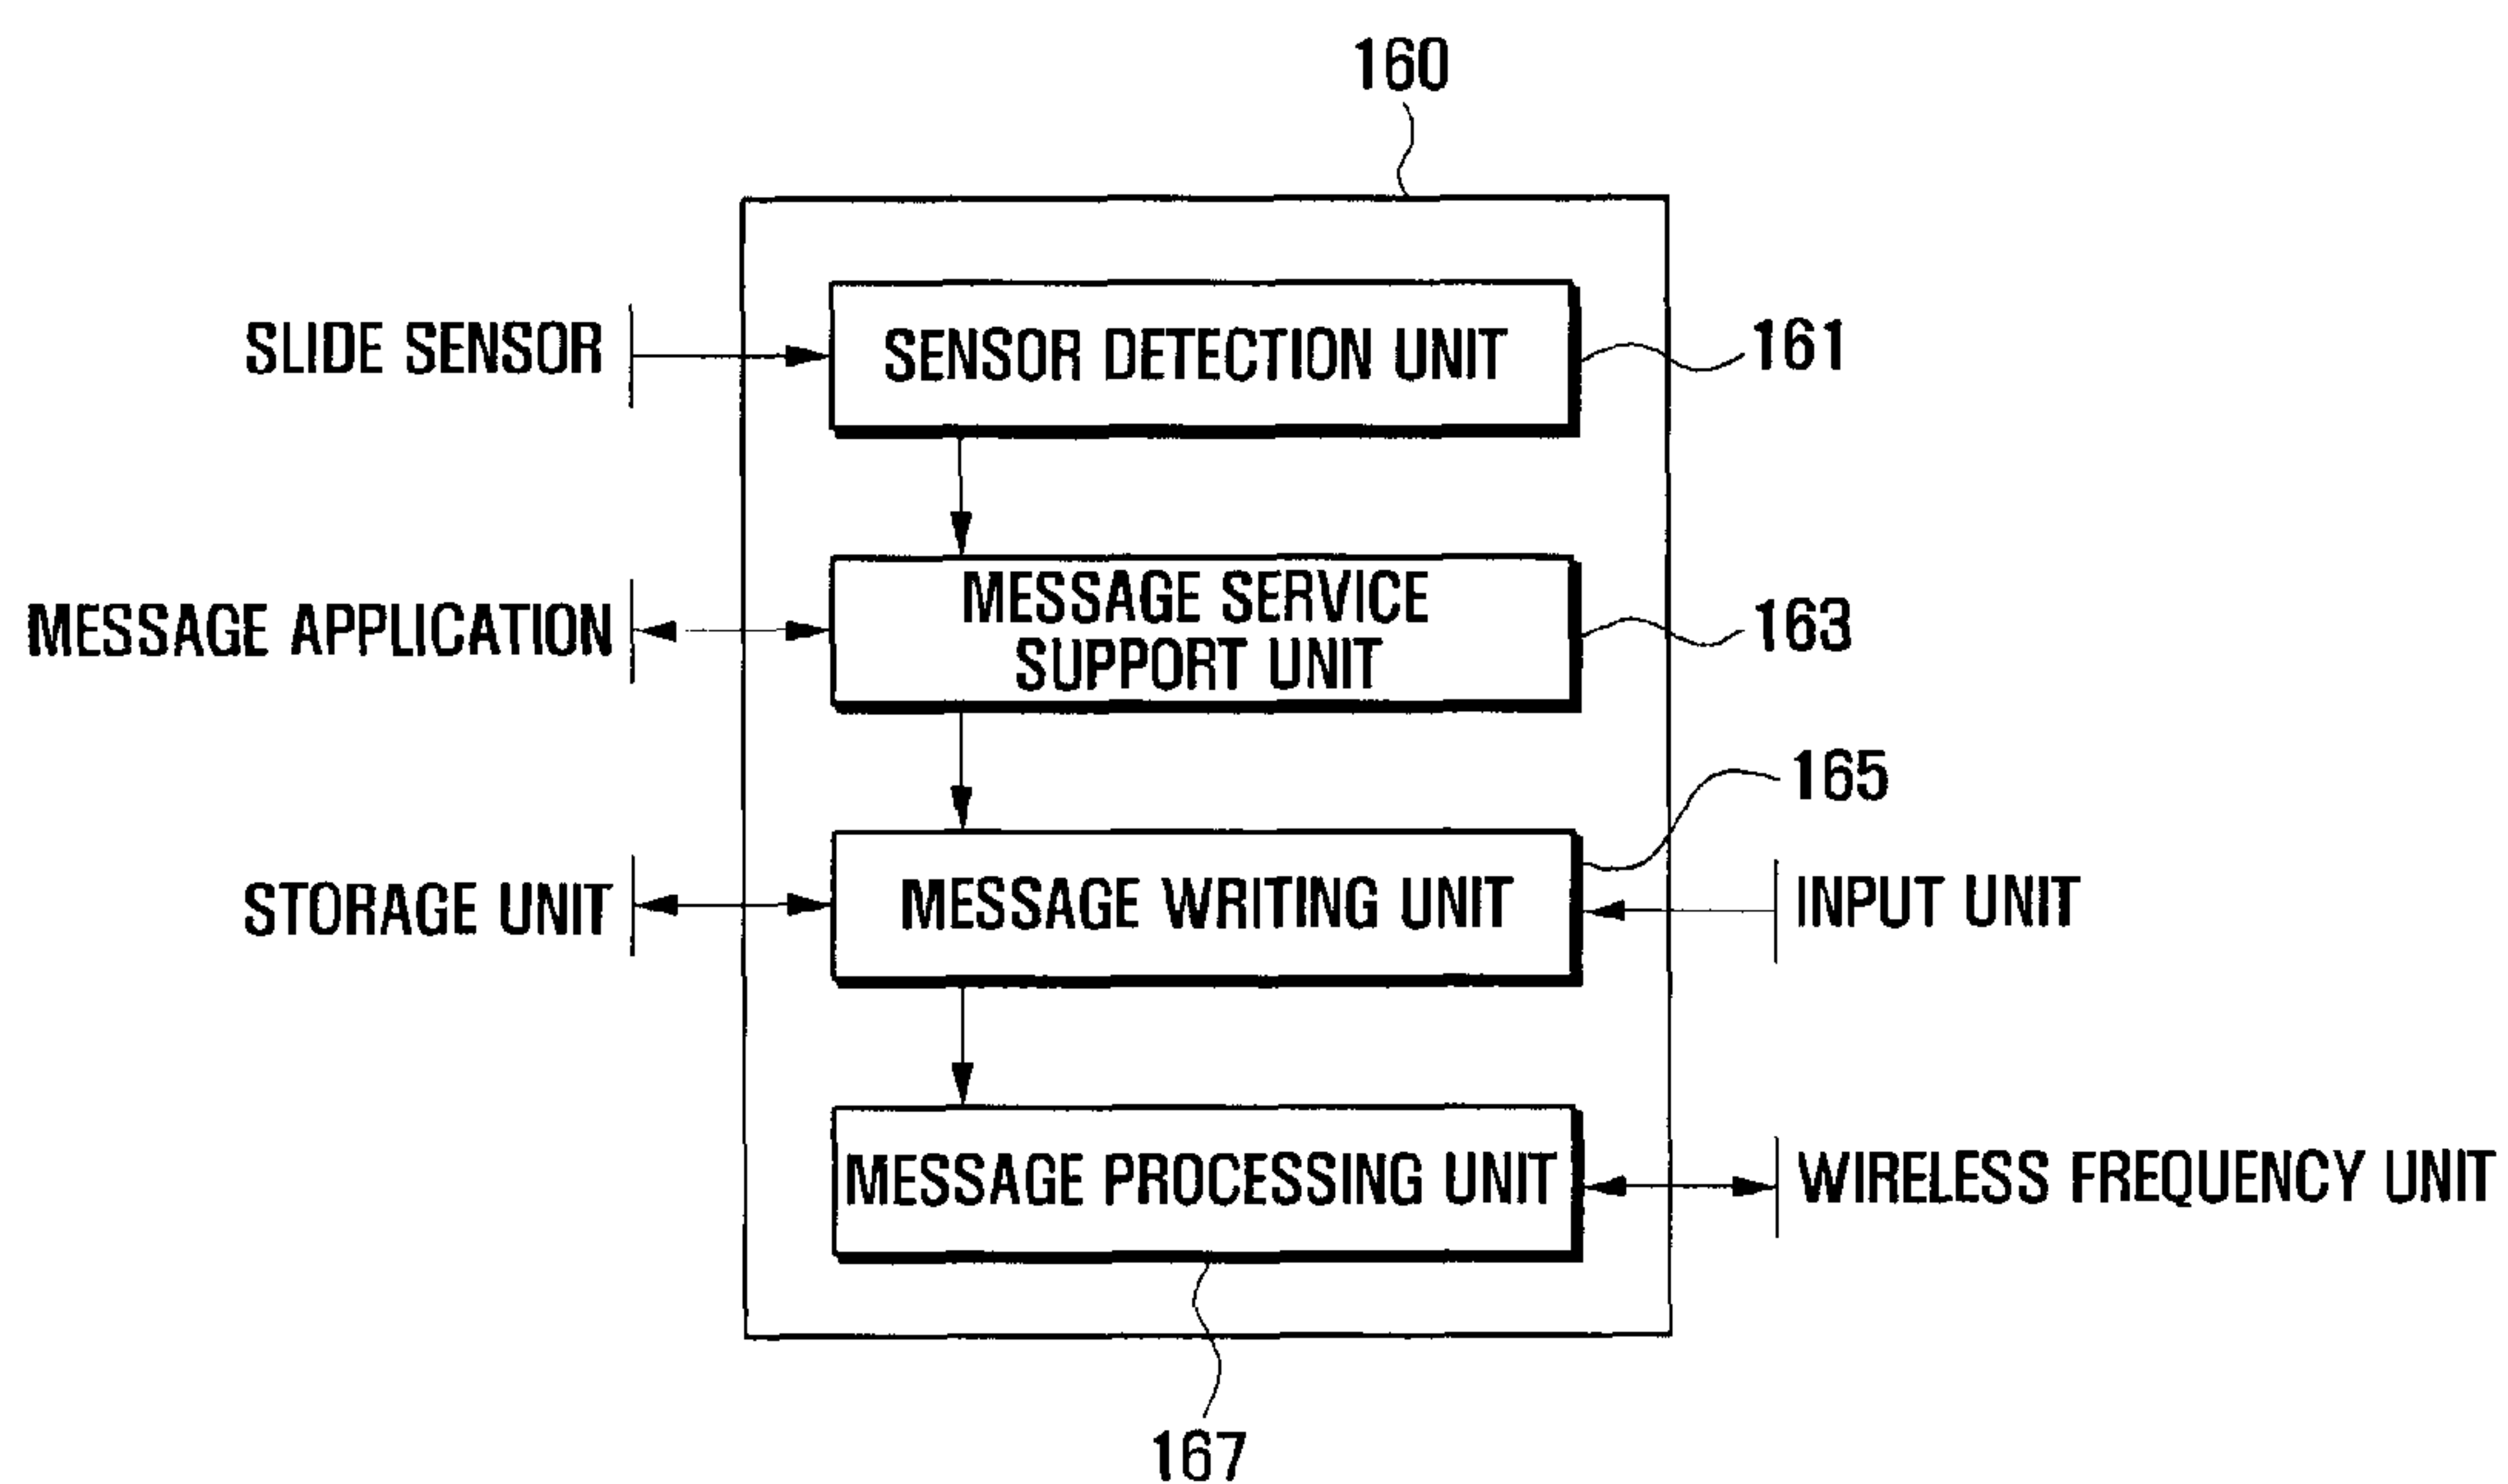 160
SLIDE SENSOR
SENSOR DETECTION UNIT
161
MESSAGE APPLICATION
MESSAGE SERVICE
SUPPORT UNIT
163
165
STORAGE UNIT
MESSAGE WRITING UNIT
INPUT UNIT
MESSAGE PROCESSING UNIT
WIRELESS FREQUENCY UNIT
167